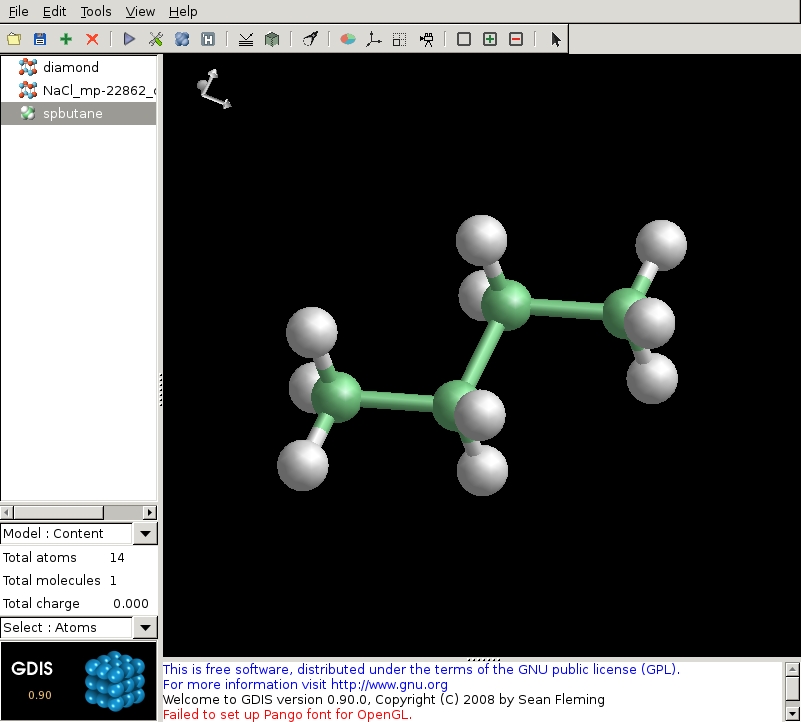 File Edit Tools View Help
diamond
NaCl_mp-22862_
spbutane
Model : Content
Total atoms 14
Total molecules 1
Total charge 0.000
Select : Atoms
GDIS
0.90
This is free software, distributed under the terms of the GNU public license (GPL).
For more information visit http://www.gnu.org
Welcome to GDIS version 0.90.0, Copyright (C) 2008 by Sean Fleming
Failed to set up Pango font for OpenGL.